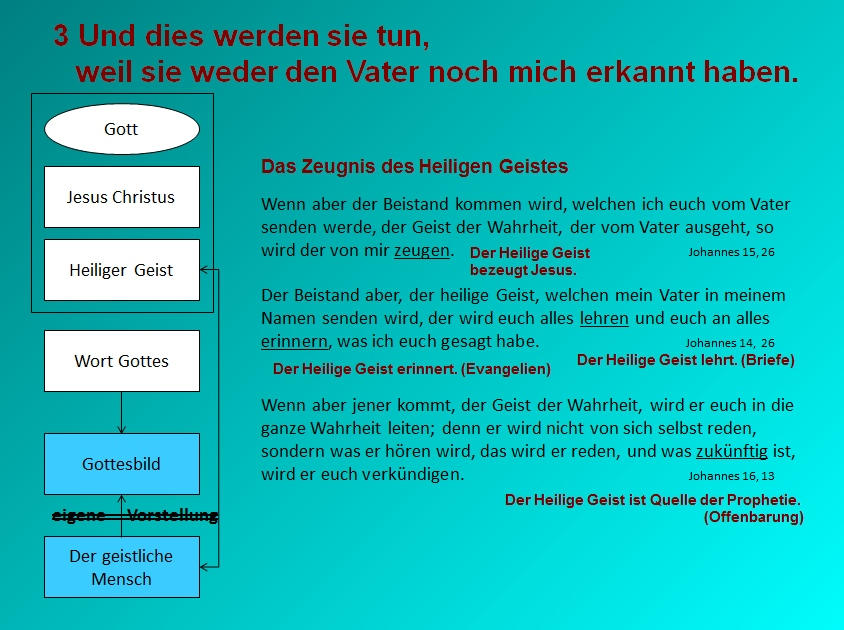 3 Und dies werden sie tun,
weil sie weder den Vater noch mich erkannt haben.
Gott
Jesus Christus
Heiliger Geist
Wort Gottes
Gottesbild
eigene Vorstellung
Der geistliche
Mensch
Das Zeugnis des Heiligen Geistes
Wenn aber der Beistand kommen wird, welchen ich euch vom Vater
senden werde, der Geist der Wahrheit, der vom Vater ausgeht, so
wird der von mir zeugen.
Der Heilige Geist
bezeugt Jesus.
Johannes 15, 26
Der Beistand aber, der heilige Geist, welchen mein Vater in meinem
Namen senden wird, der wird euch alles lehren und euch an alles
erinnern, was ich euch gesagt habe.
Johannes 14, 26
Der Heilige Geist erinnert. (Evangelien)
Der Heilige Geist lehrt. (Briefe)
Wenn aber jener kommt, der Geist der Wahrheit, wird er euch in die
ganze Wahrheit leiten; denn er wird nicht von sich selbst reden,
sondern was er hören wird, das wird er reden, und was zukünftig ist,
wird er euch verkündigen.
Johannes 16, 13
Der Heilige Geist ist Quelle der Prophetie.
(Offenbarung)